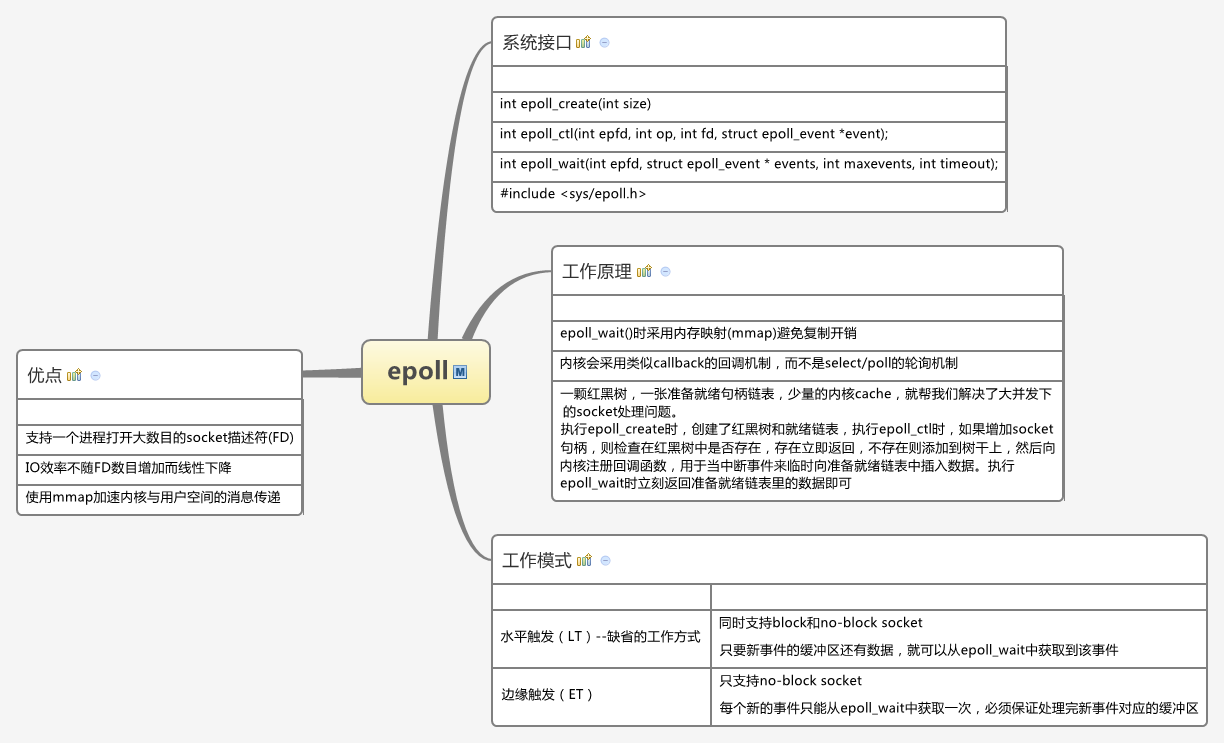 系统接口
int epoll_create(int size)
int epoll_ctl(int epfd, int op, int fd, struct epoll_event *event);
int epoll_wait(int epfd, struct epoll_event * events, int maxevents, int timeout);
#include <sys/epoll.h>
工作原理
epoll_wait()时采用内存映射(mmap)避免复制开销
内核会采用类似callback的回调机制，而不是select/poll的轮询机制
一颗红黑树，一张准备就绪句柄链表，少量的内核cache，就帮我们解决了大并发下
的socket处理问题。
执行epoll_create时，创建了红黑树和就绪链表，执行epoll_ctl时，如果增加socket
句柄，则检查在红黑树中是否存在，存在立即返回，不存在则添加到树干上，然后向
内核注册回调函数，用于当中断事件来临时向准备就绪链表中插入数据。执行
epoll_wait时立刻返回准备就绪链表里的数据即可
epoll M
优点
支持一个进程打开大数目的socket描述符(FD)
IO效率不随FD数目增加而线性下降
使用mmap加速内核与用户空间的消息传递
工作模式
水平触发（LT）--缺省的工作方式
同时支持block和no-block socket
只要新事件的缓冲区还有数据，就可以从epoll_wait中获取到该事件
边缘触发（ET）
只支持no-block socket
每个新的事件只能从epoll_wait中获取一次，必须保证处理完新事件对应的缓冲区